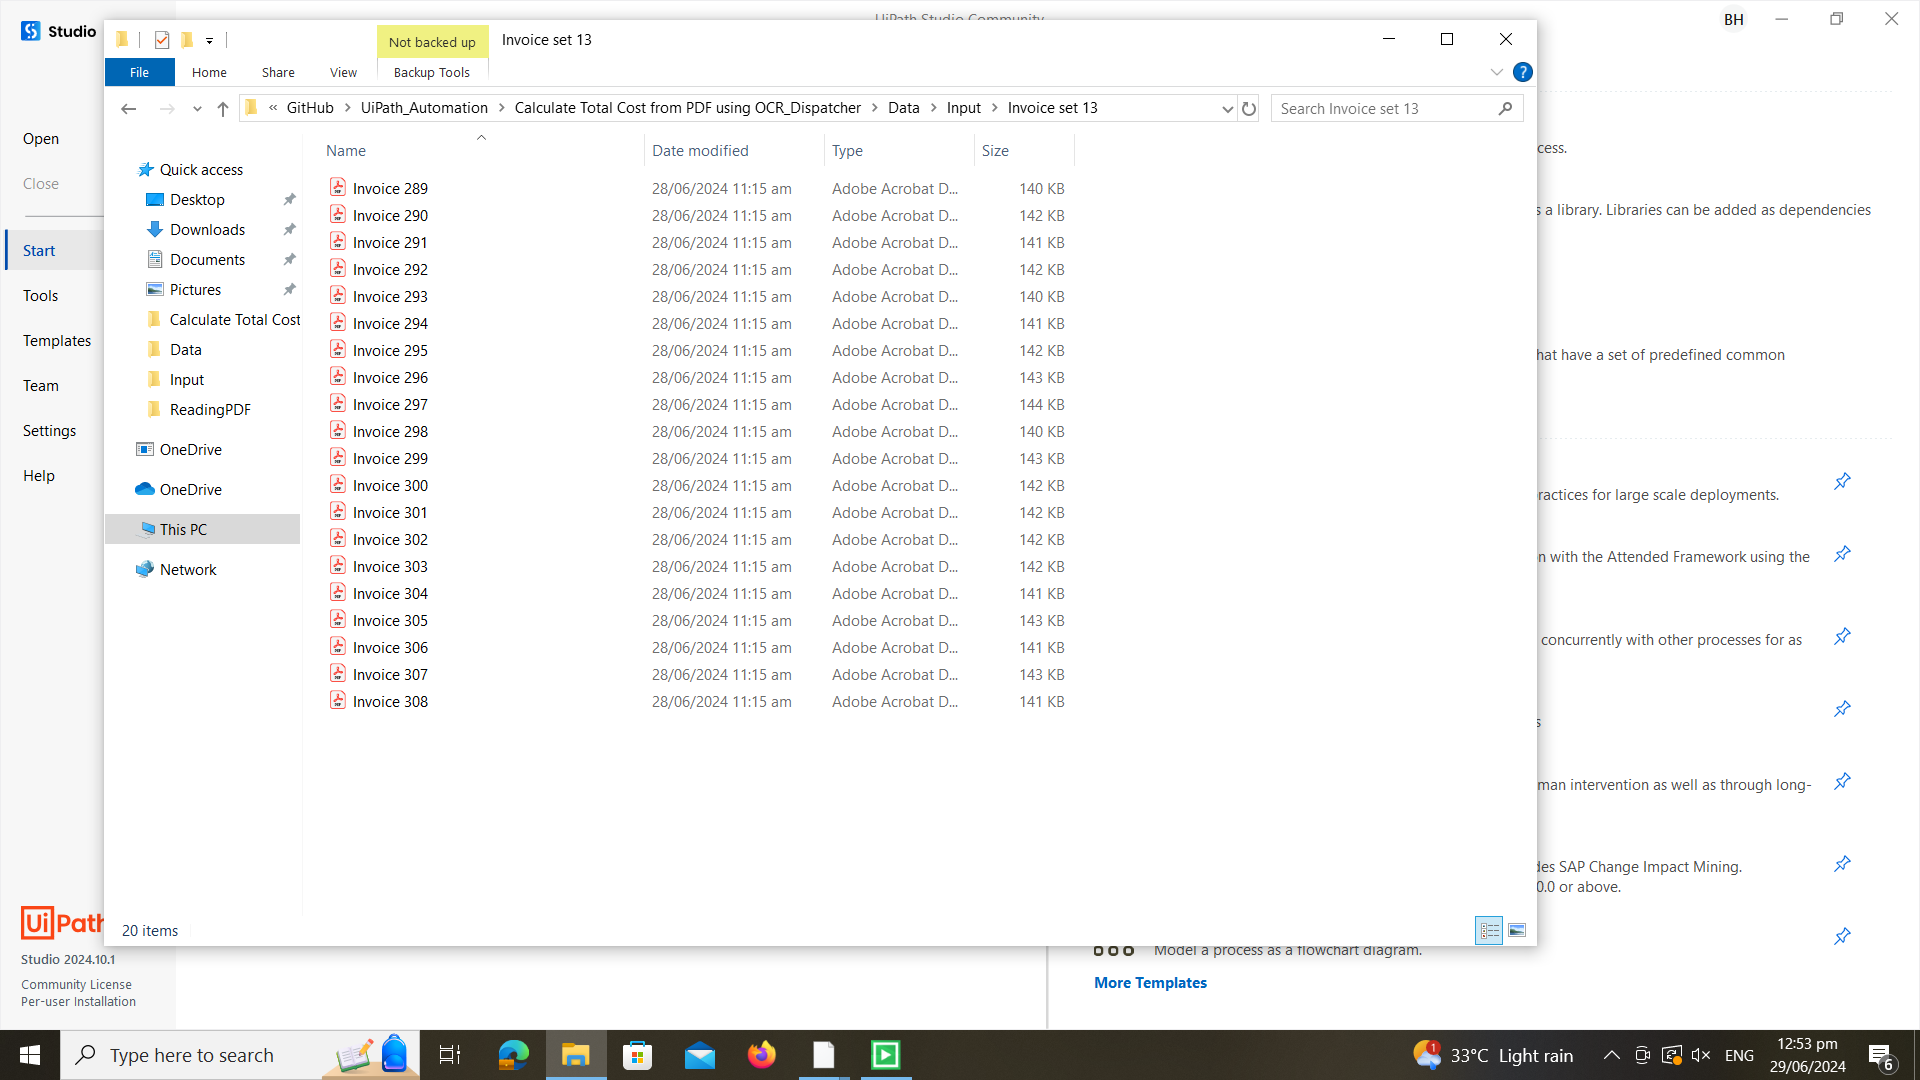 Studio
UiPath Studio Community
BH
Not backed up
Invoice set 13
File
Home
Share
View
Backup Tools
?
« GitHub > UiPath_Automation > Calculate Total Cost from PDF using OCR_Dispatcher > Data > Input > Invoice set 13
Search Invoice set 13
Open
Close
Start
Tools
Templates
Team
Settings
Help
Quick access
Desktop
Downloads
Documents
Pictures
Calculate Total Cost
Data
Input
ReadingPDF
OneDrive
OneDrive
This PC
Network
Name Date modified Type Size
Invoice 289 28/06/2024 11:15 am Adobe Acrobat D... 140 KB
Invoice 290 28/06/2024 11:15 am Adobe Acrobat D... 142 KB
Invoice 291 28/06/2024 11:15 am Adobe Acrobat D... 141 KB
Invoice 292 28/06/2024 11:15 am Adobe Acrobat D... 142 KB
Invoice 293 28/06/2024 11:15 am Adobe Acrobat D... 140 KB
Invoice 294 28/06/2024 11:15 am Adobe Acrobat D... 141 KB
Invoice 295 28/06/2024 11:15 am Adobe Acrobat D... 142 KB
Invoice 296 28/06/2024 11:15 am Adobe Acrobat D... 143 KB
Invoice 297 28/06/2024 11:15 am Adobe Acrobat D... 144 KB
Invoice 298 28/06/2024 11:15 am Adobe Acrobat D... 140 KB
Invoice 299 28/06/2024 11:15 am Adobe Acrobat D... 143 KB
Invoice 300 28/06/2024 11:15 am Adobe Acrobat D... 142 KB
Invoice 301 28/06/2024 11:15 am Adobe Acrobat D... 142 KB
Invoice 302 28/06/2024 11:15 am Adobe Acrobat D... 142 KB
Invoice 303 28/06/2024 11:15 am Adobe Acrobat D... 142 KB
Invoice 304 28/06/2024 11:15 am Adobe Acrobat D... 141 KB
Invoice 305 28/06/2024 11:15 am Adobe Acrobat D... 143 KB
Invoice 306 28/06/2024 11:15 am Adobe Acrobat D... 141 KB
Invoice 307 28/06/2024 11:15 am Adobe Acrobat D... 143 KB
Invoice 308 28/06/2024 11:15 am Adobe Acrobat D... 141 KB
20 items
cess.
s a library. Libraries can be added as dependencies
hat have a set of predefined common
ractices for large scale deployments.
n with the Attended Framework using the
concurrently with other processes for as
s
man intervention as well as through long-
des SAP Change Impact Mining.
0.0 or above.
Model a process as a flowchart diagram.
More Templates
UiPath
Studio 2024.10.1
Community License
Per-user Installation
Type here to search
1
33°C Light rain
ENG
12:53 pm
29/06/2024
6